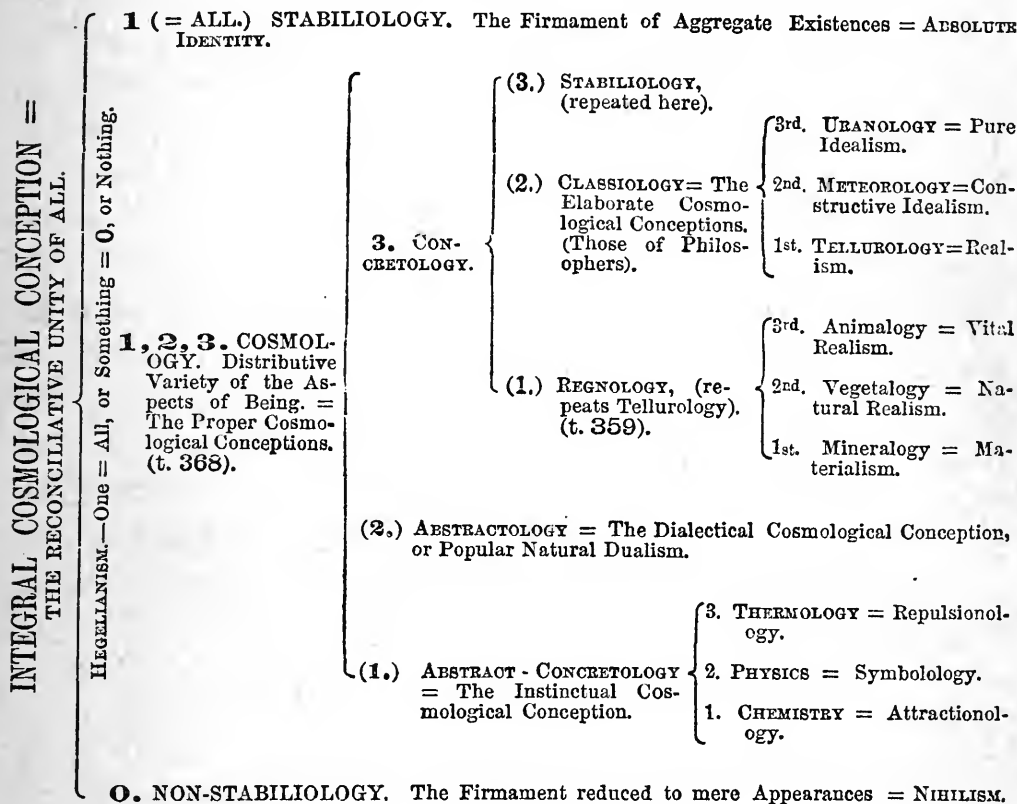 INTEGRAL COSMOLOGICAL CONCEPTION =
THE RECONCILIATIVE UNITY OF ALL.
HEGELIANISM.—One = All, or Something = 0, or Nothing.
1 (= ALL.) STABILIOLOGY. The Firmament of Aggregate Existences = ABSOLUTE
IDENTITY.
1, 2, 3. COSMOL-
OGY. Distributive
Variety of the As-
pects of Being. =
The Proper Cosmo-
logical Conceptions.
(t. 368).
3. CON-
CRETOLOGY.
(3.) STABILIOLOGY,
(repeated here).
(2.) CLASSIOLOGY= The
Elaborate Cosmo-
logical Conceptions.
(Those of Philos-
ophers).
3rd. URANOLOGY = Pure
Idealism.
2nd. METEOROLOGY=Con-
structive Idealism.
1st. TELLUROLOGY=Real-
ism.
(1.) REGNOLOGY, (re-
peats Tellurology).
(t. 359).
3rd. Animalogy = Vital
Realism.
2nd. Vegetalogy = Na-
tural Realism.
1st. Mineralogy = Ma-
terialism.
(2.) ABSTRACTOLOGY = The Dialectical Cosmological Conception,
or Popular Natural Dualism.
(1.) ABSTRACT - CONCRETOLOGY
= The Instinctual Cos-
mological Conception.
3. THERMOLOGY = Repulsionol-
ogy.
2. PHYSICS = Symbolology.
1. CHEMISTRY = Attractionol-
ogy.
0. NON-STABILIOLOGY. The Firmament reduced to mere Appearances = NIHILISM.